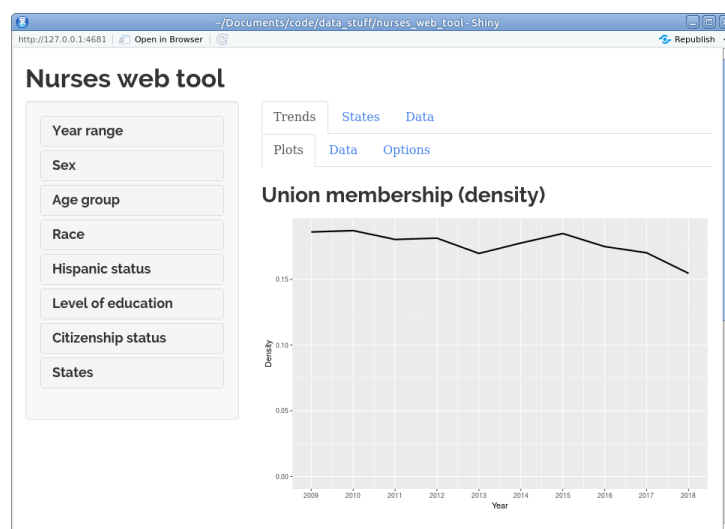 ~/Documents/code/data_stuff/nurses_web_tool - Shiny
http://127.0.0.1:4681 Open in Browser Republish
Nurses web tool
Year range
Sex
Age group
Race
Hispanic status
Level of education
Citizenship status
States
Trends States Data
Plots Data Options
Union membership (density)
Density
0.15
0.10
0.05
0.00
2009 2010 2011 2012 2013 2014 2015 2016 2017 2018
Year